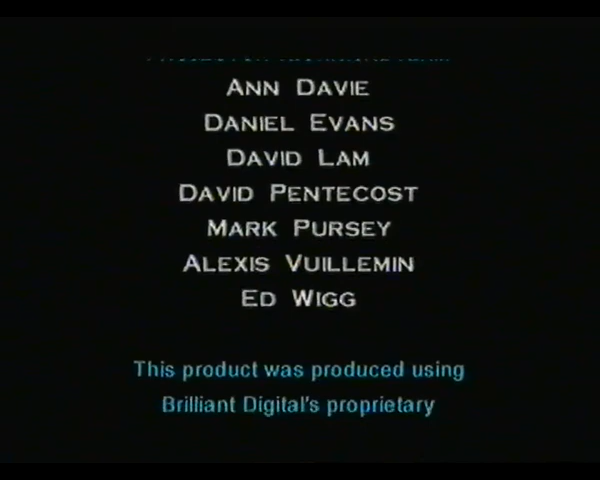 ANN DAVIE
DANIEL EVANS
DAVID LAM
DAVID PENTECOST
MARK PURSEY
ALEXIS VUILLEMIN
ED WIGG
This product was produced using
Brilliant Digital's proprietary